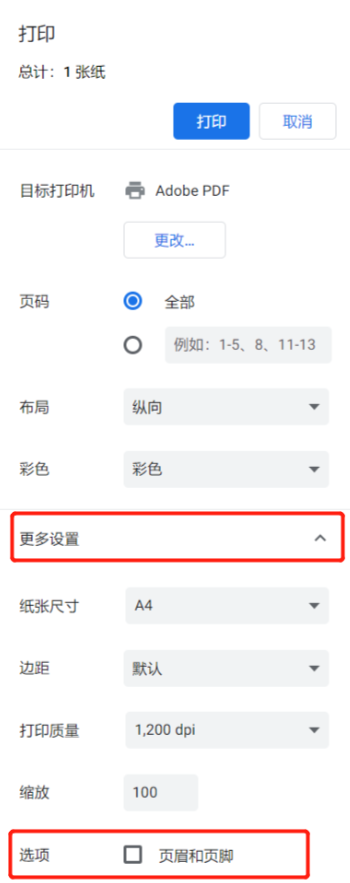 打印
总计：1 张纸
打印 取消
目标打印机 Adobe PDF
更改...
页码 全部
例如：1-5、8、11-13
布局 纵向
彩色 彩色
更多设置
纸张尺寸 A4
边距 默认
打印质量 1,200 dpi
缩放 100
选项 页眉和页脚